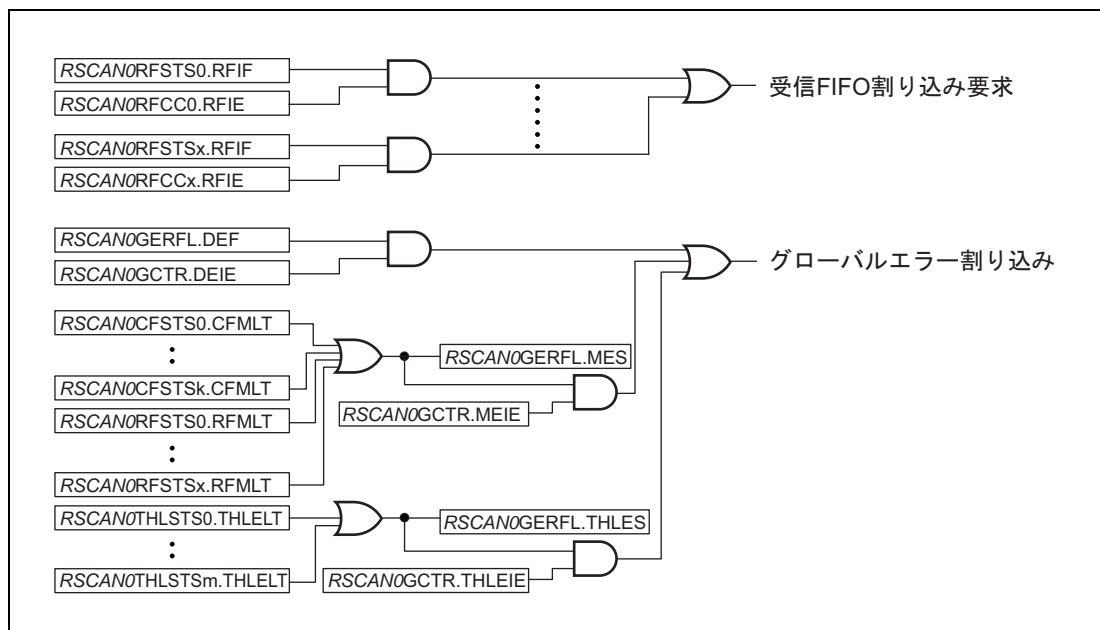 RSCAN0RFSTS0.RFIF
RSCAN0RFCC0.RFIE
受信FIFO割り込み要求
RSCAN0RFSTSx.RFIF
RSCAN0RFCCx.RFIE
RSCAN0GERFL.DEF
RSCAN0GCTR.DEIE
グローバルエラー割り込み
RSCAN0CFSTS0.CFMLT
RSCAN0CFSTSk.CFMLT
RSCAN0RFSTS0.RFMLT
RSCAN0RFSTSx.RFMLT
RSCAN0GERFL.MES
RSCAN0GCTR.MEIE
RSCAN0THLSTS0.THLELT
RSCAN0THLSTSm.THLELT
RSCAN0GERFL.THLES
RSCAN0GCTR.THLEIE